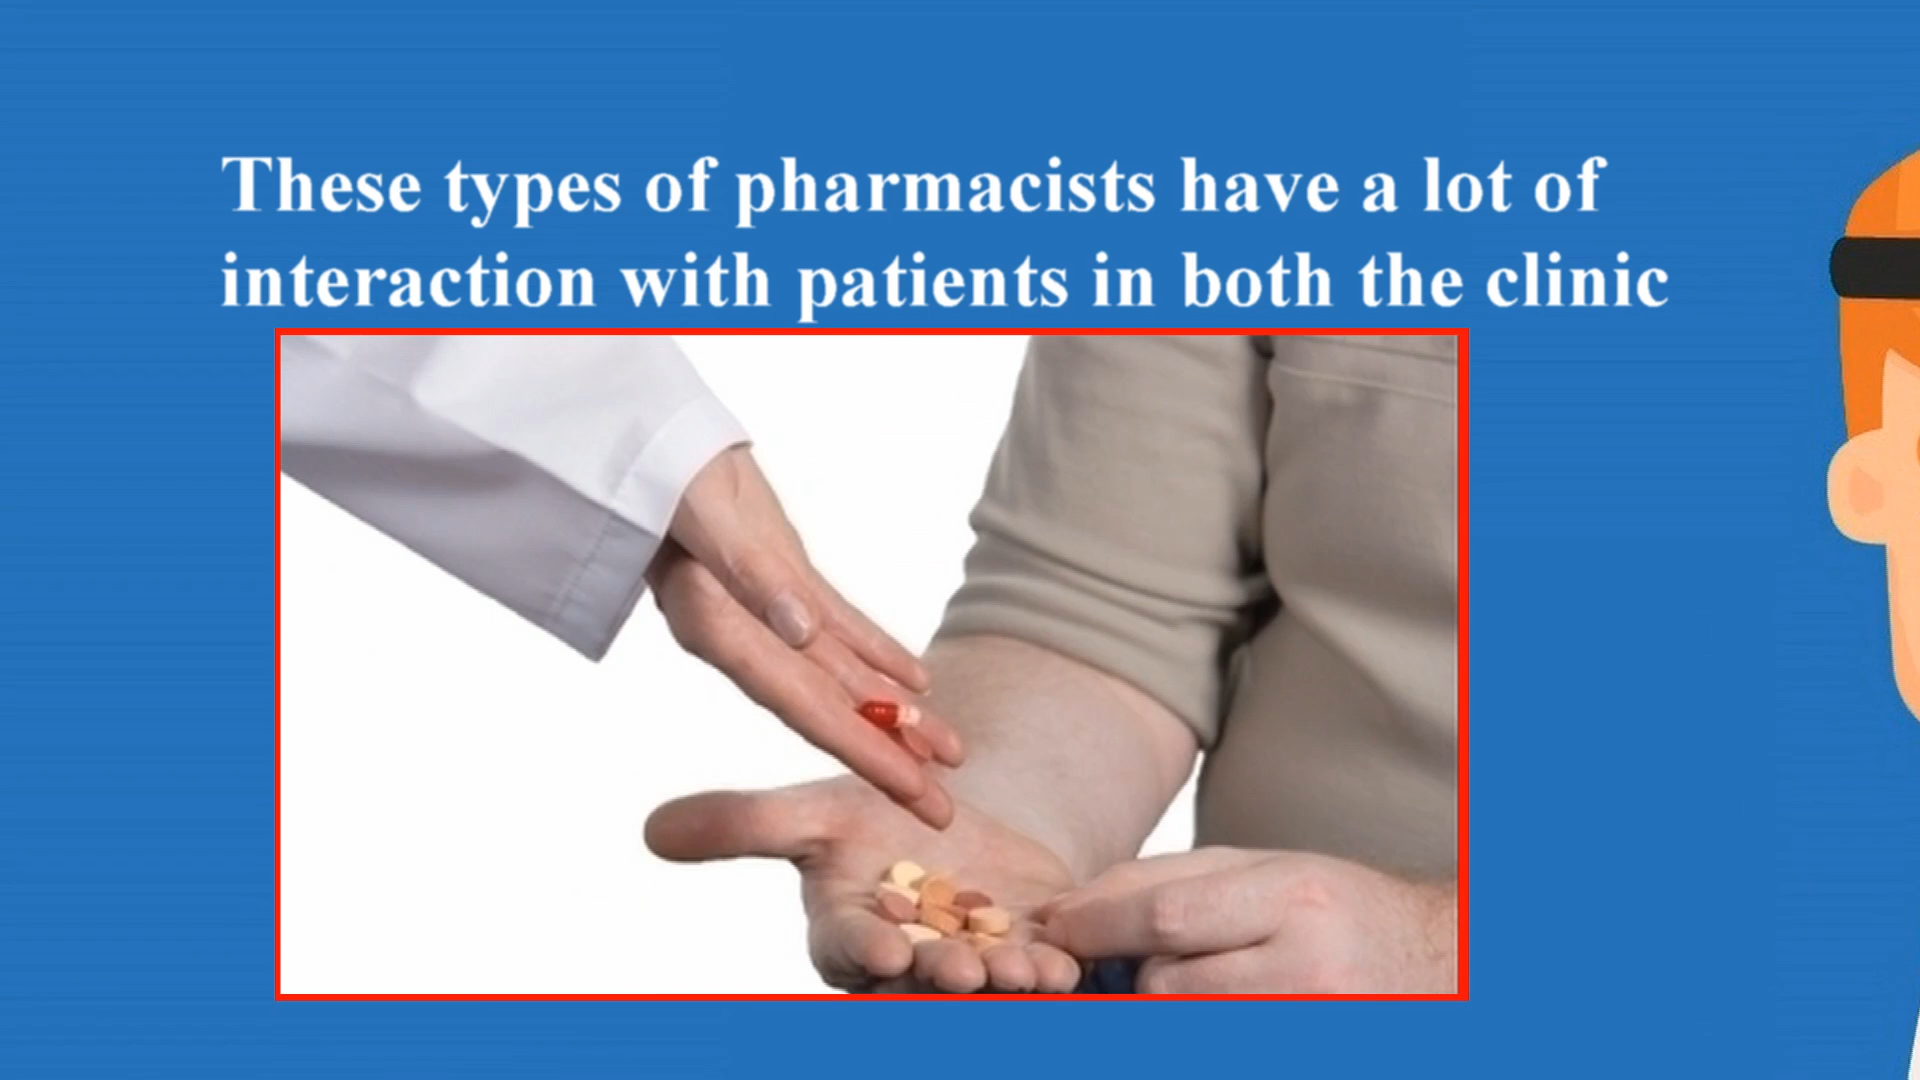 These types of pharmacists have a lot of
interaction with patients in both the clinic